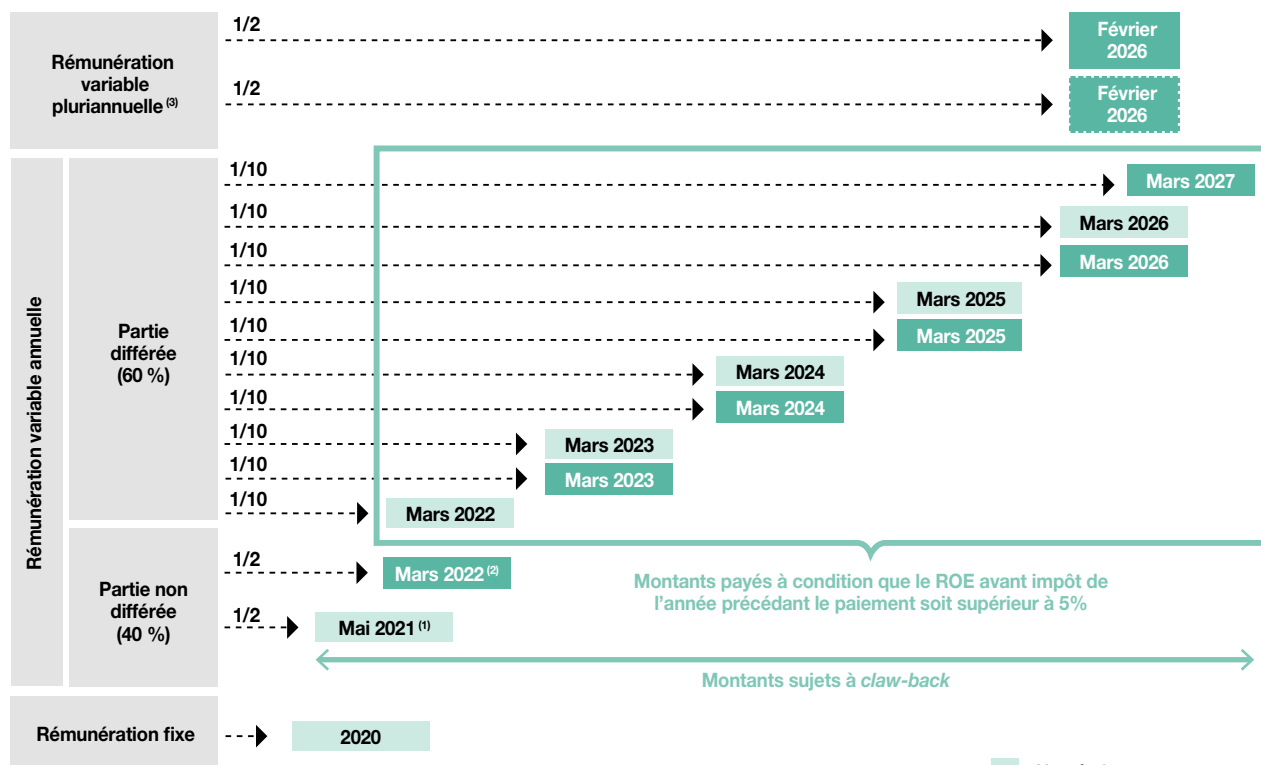 Rémunération
variable
pluriannuelle (3)
1/2
Février
2026
1/2
Février
2026
Rémunération variable annuelle
Partie
différée
(60 %)
1/10
Mars 2027
1/10
Mars 2026
1/10
Mars 2026
1/10
Mars 2025
1/10
Mars 2025
1/10
Mars 2024
1/10
Mars 2024
1/10
Mars 2023
1/10
Mars 2023
1/10
Mars 2022
Partie non
différée
(40 %)
1/2
Mars 2022 (2)
1/2
Mai 2021 (1)
Montants payés à condition que le ROE avant impôt de
l'année précédant le paiement soit supérieur à 5%
Montants sujets à claw-back
Rémunération fixe
2020